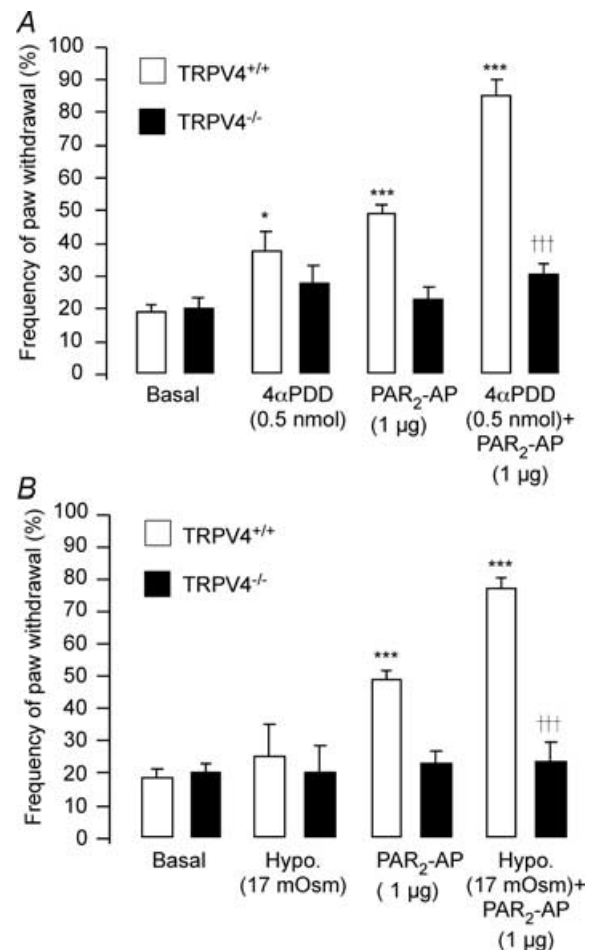 A
Frequency of paw withdrawal (%)
100
90
80
70
60
50
40
30
20
10
0
TRPV4+/+
TRPV4-/-
*
***
***
†††
Basal
4αPDD
(0.5 nmol)
PAR2-AP
(1 µg)
4αPDD
(0.5 nmol)+
PAR2-AP
(1 µg)
B
Frequency of paw withdrawal (%)
100
90
80
70
60
50
40
30
20
10
0
TRPV4+/+
TRPV4-/-
***
***
†††
Basal
Hypo.
(17 mOsm)
PAR2-AP
( 1 µg)
Hypo.
(17 mOsm)+
PAR2-AP
(1 µg)